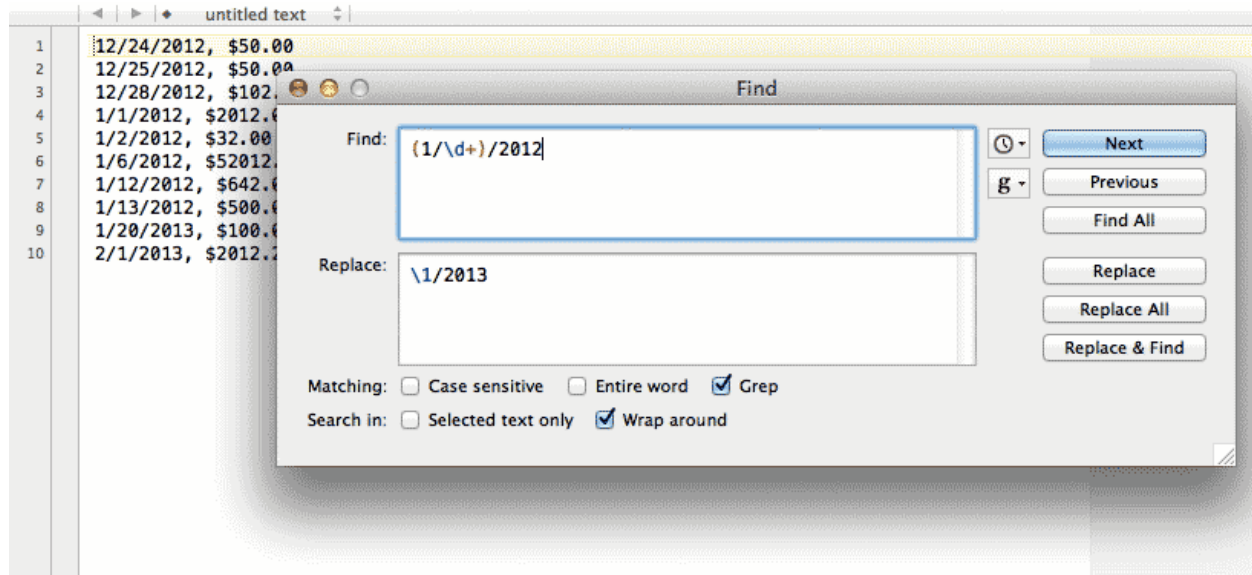 untitled text
1 12/24/2012, $50.00
2 12/25/2012, $50.00
3 12/28/2012, $102.
4 1/1/2012, $2012.
5 1/2/2012, $32.00
6 1/6/2012, $52012.
7 1/12/2012, $642.
8 1/13/2012, $500.
9 1/20/2013, $100.
10 2/1/2013, $2012.
Find
Find: (1/\d+)/2012
g
Next
Previous
Find All
Replace: \1/2013
Replace
Replace All
Replace & Find
Matching: Case sensitive Entire word Grep
Search in: Selected text only Wrap around